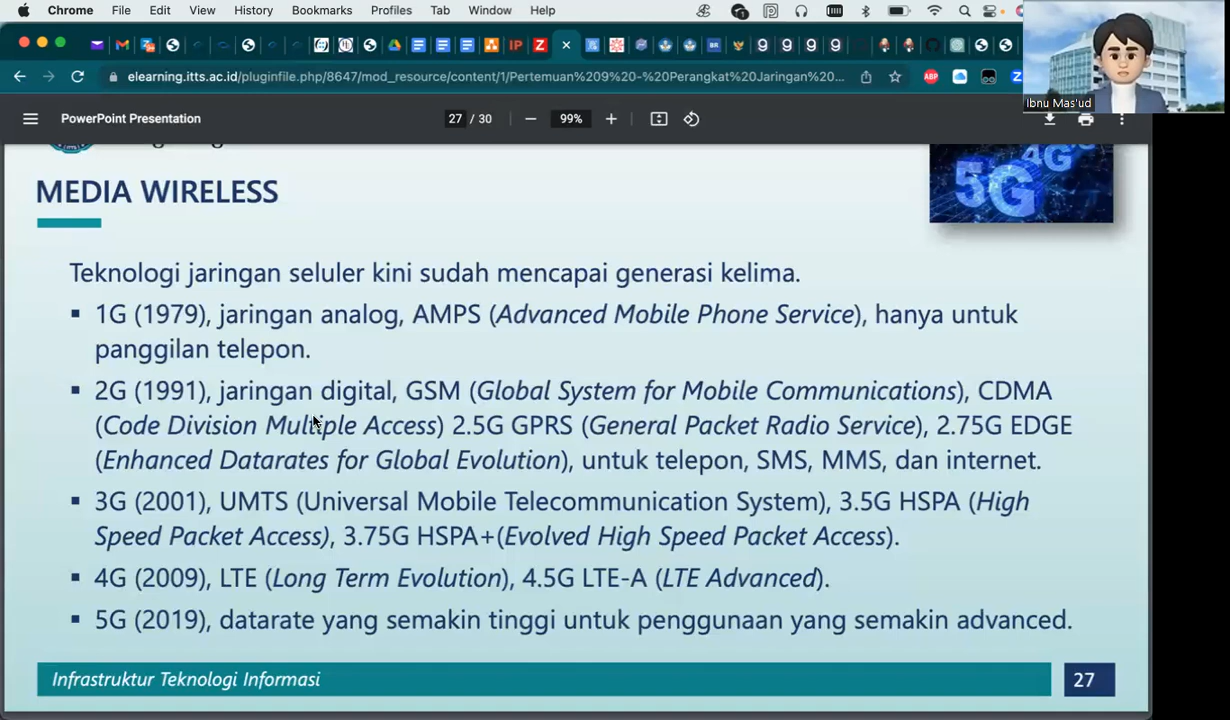 Chrome File Edit View History Bookmarks Profiles Tab Window Help
elearning.itts.ac.id/pluginfile.php/8647/mod_resource/content/1/Pertemuan%209%20-%20Perangkat%20Jaringan%20...
Ibnu Mas'ud
PowerPoint Presentation 27 / 30 99%
4G
5G
MEDIA WIRELESS
Teknologi jaringan seluler kini sudah mencapai generasi kelima.
1G (1979), jaringan analog, AMPS (Advanced Mobile Phone Service), hanya untuk
panggilan telepon.
2G (1991), jaringan digital, GSM (Global System for Mobile Communications), CDMA
(Code Division Multiple Access) 2.5G GPRS (General Packet Radio Service), 2.75G EDGE
(Enhanced Datarates for Global Evolution), untuk telepon, SMS, MMS, dan internet.
3G (2001), UMTS (Universal Mobile Telecommunication System), 3.5G HSPA (High
Speed Packet Access), 3.75G HSPA+(Evolved High Speed Packet Access).
4G (2009), LTE (Long Term Evolution), 4.5G LTE-A (LTE Advanced).
5G (2019), datarate yang semakin tinggi untuk penggunaan yang semakin advanced.
Infrastruktur Teknologi Informasi 27